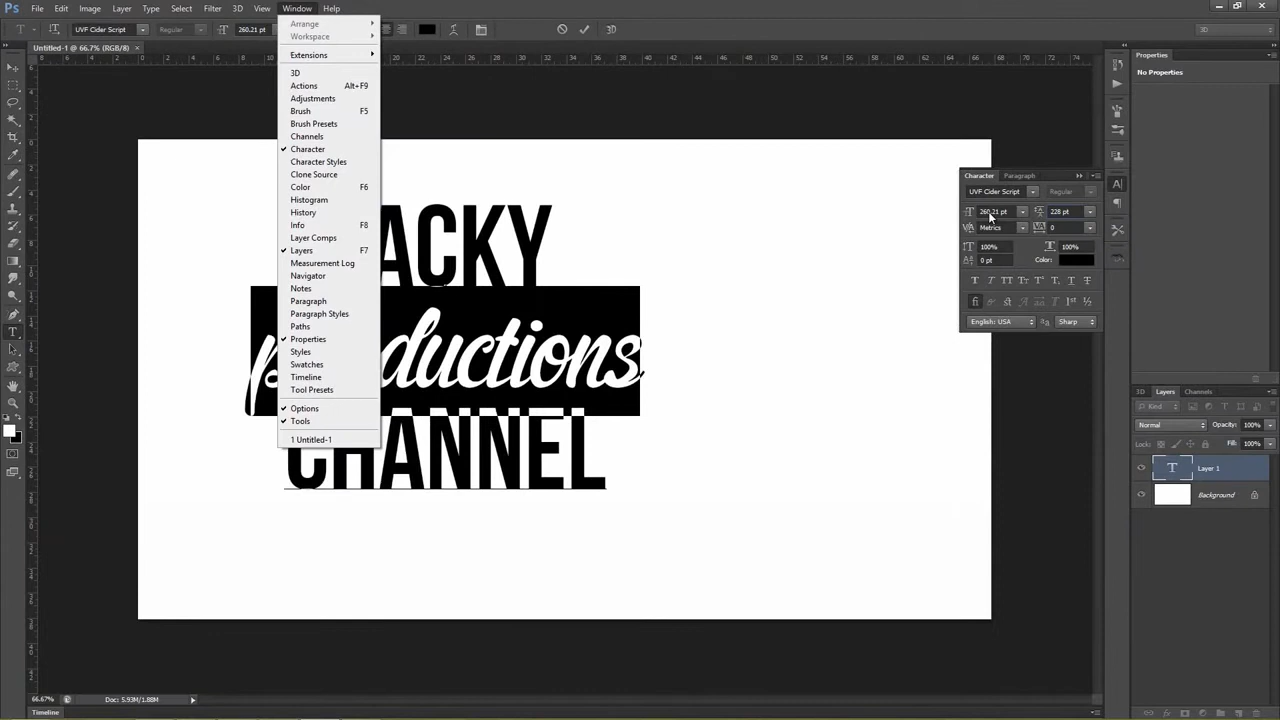 Ps File Edit Image Layer Type Select Filter 3D View Window Help
T UVF Cider Script Regular 260.21 pt 3D 3D
Untitled-1 @ 66.7% (RGB/8) ×
Arrange
Workspace
Extensions
3D
Actions Alt+F9
Adjustments
Brush F5
Brush Presets
Channels
Character
Character Styles
Clone Source
Color F6
Histogram
History
Info F8
Layer Comps
Layers F7
Measurement Log
Navigator
Notes
Paragraph
Paragraph Styles
Paths
Properties
Styles
Swatches
Timeline
Tool Presets
Options
Tools
1 Untitled-1
ACKY
productions
CHANNEL
Properties
No Properties
Character Paragraph
UVF Cider Script Regular
260.21 pt 228 pt
Metrics 0
100% 100%
0 pt Color:
English: USA Sharp
3D Layers Channels
Kind
Normal Opacity: 100%
Lock: Fill: 100%
T Layer 1
Background
66.67% Doc: 5.93M/1.88M
Timeline